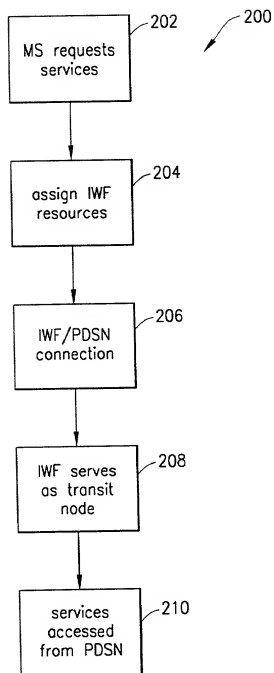 202
200
MS requests
services
204
assign IWF
resources
206
IWF/PDSN
connection
208
IWF serves
as transit
node
210
services
accessed
from PDSN